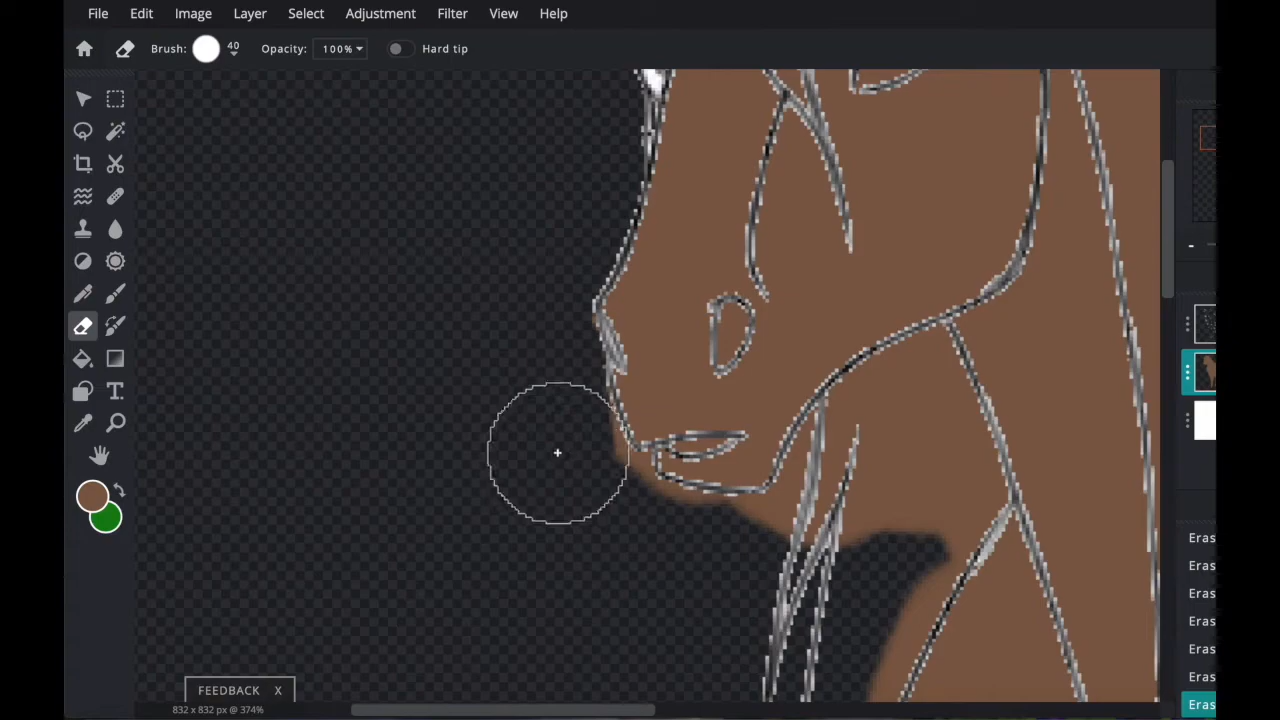 File Edit Image Layer Select Adjustment Filter View Help
Brush: 40 Opacity: 100% Hard tip
T
Eras
Eras
Eras
Eras
Eras
Eras
Eras
FEEDBACK X
832 x 832 px @ 374%